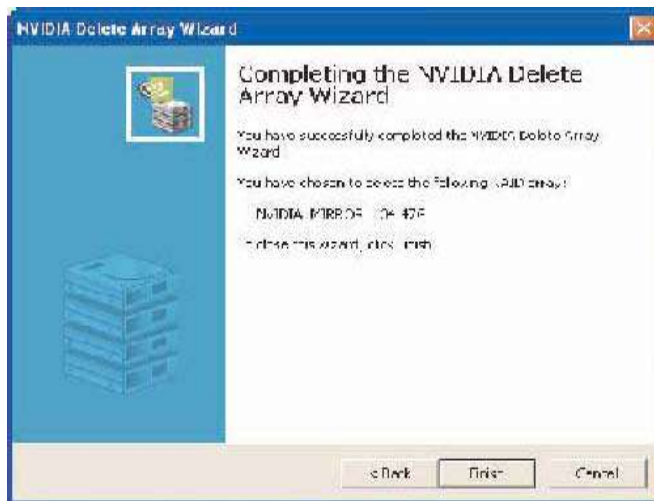 NVIDIA Delete Array Wizard
Completing the NVIDIA Delete
Array Wizard
You have successfully completed the NVIDIA Delete Array
Wizard
You have chosen to delete the following RAID array:
NVIDIA MIRROR
To close this wizard, click Finish
< Back
Finish
Cancel